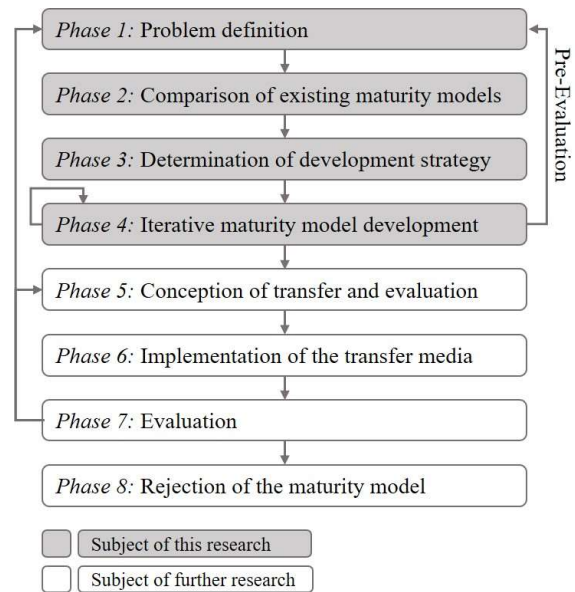 Phase 1: Problem definition
Phase 2: Comparison of existing maturity models
Phase 3: Determination of development strategy
Phase 4: Iterative maturity model development
Pre-Evaluation
Phase 5: Conception of transfer and evaluation
Phase 6: Implementation of the transfer media
Phase 7: Evaluation
Phase 8: Rejection of the maturity model
Subject of this research
Subject of further research